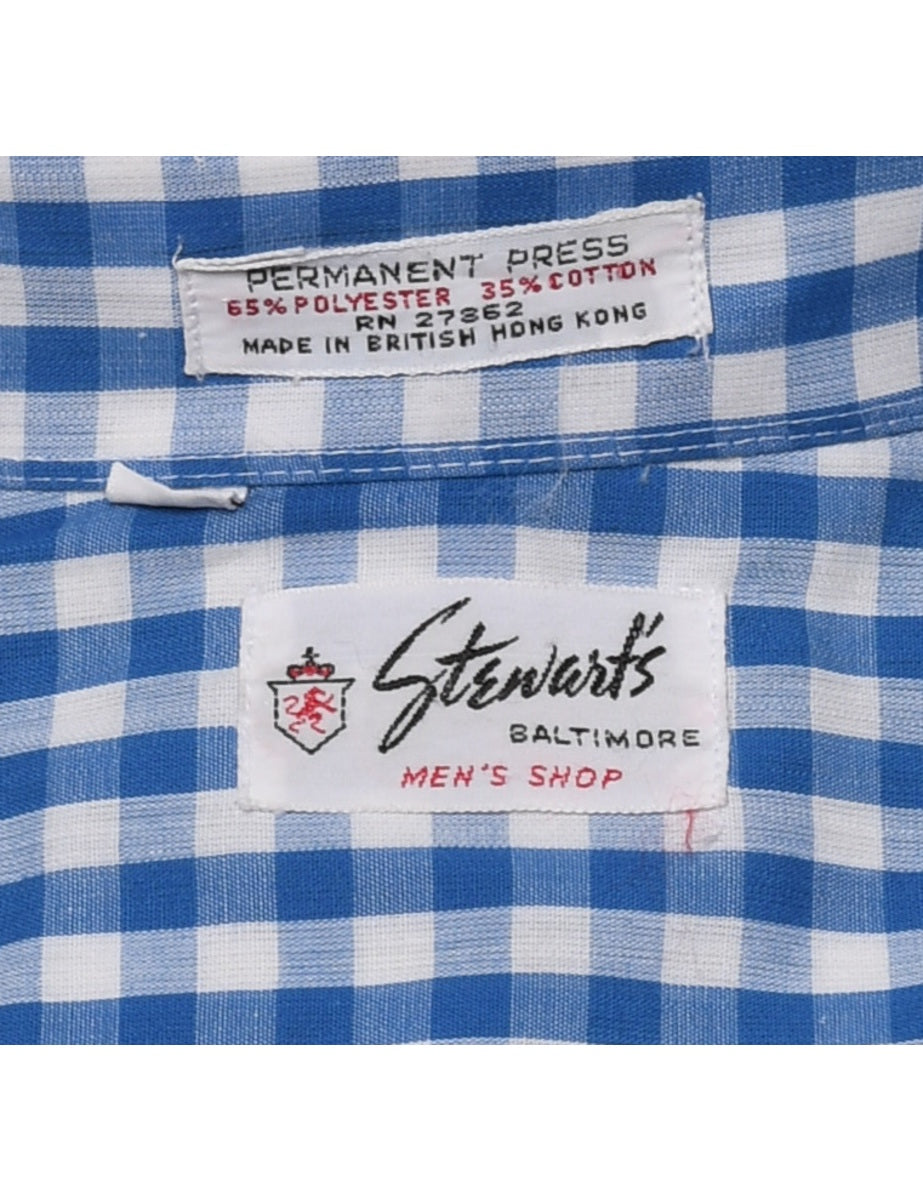 PERMANENT PRESS
65% POLYESTER 35% COTTON
RN 27862
MADE IN BRITISH HONG KONG
Stewart's
BALTIMORE
MEN'S SHOP